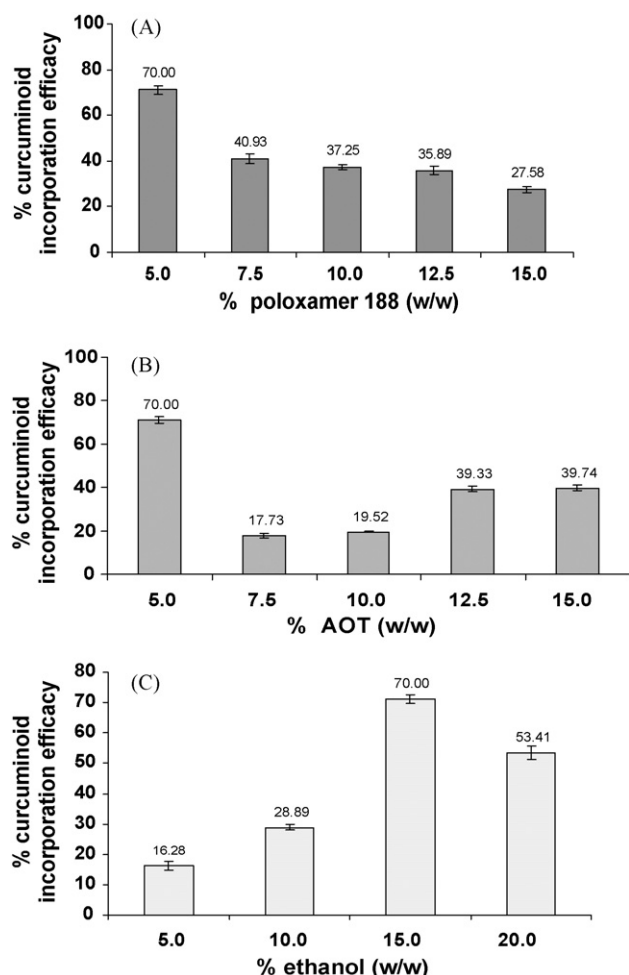 (A)
% curcuminoid
incorporation efficacy
100
80
60
40
20
0
70.00
40.93
37.25
35.89
27.58
5.0 7.5 10.0 12.5 15.0
% poloxamer 188 (w/w)
(B)
% curcuminoid
incorporation efficacy
100
80
60
40
20
0
70.00
17.73
19.52
39.33
39.74
5.0 7.5 10.0 12.5 15.0
% AOT (w/w)
(C)
% curcuminoid
incorporation efficacy
80
70
60
50
40
30
20
10
0
16.28
28.89
70.00
53.41
5.0 10.0 15.0 20.0
% ethanol (w/w)